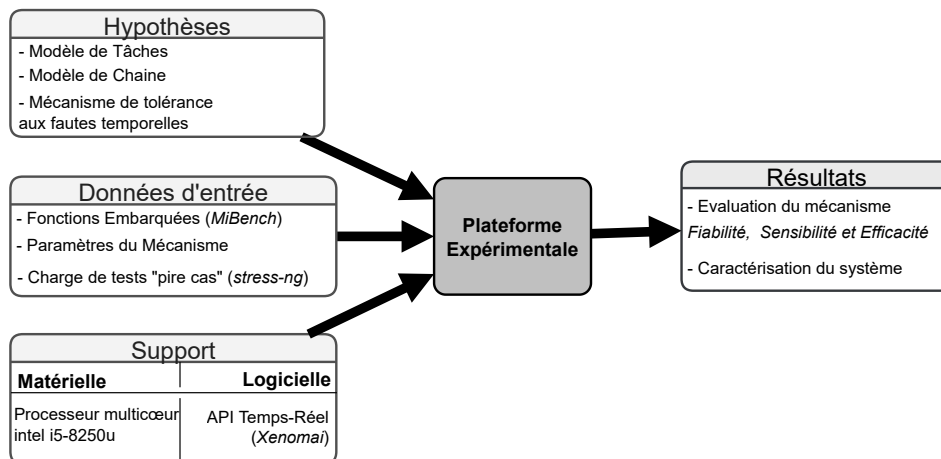 Hypothèses
- Modèle de Tâches
- Modèle de Chaine
- Mécanisme de tolérance
aux fautes temporelles
Données d'entrée
- Fonctions Embarquées (MiBench)
- Paramètres du Mécanisme
- Charge de tests "pire cas" (stress-ng)
Support
Matérielle
Logicielle
Processeur multicœur
intel i5-8250u
API Temps-Réel
(Xenomai)
Plateforme
Expérimentale
Résultats
- Evaluation du mécanisme
Fiabilité, Sensibilité et Efficacité
- Caractérisation du système